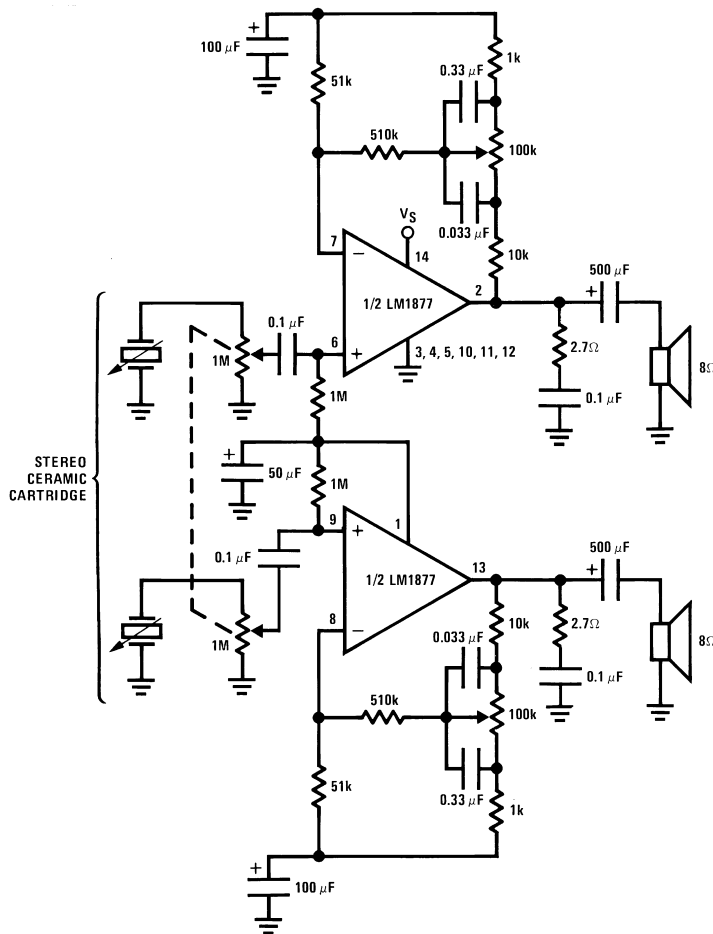 100 μF
+
51k
1k
0.33 μF
510k
100k
0.033 μF
10k
VS
14
7
−
1/2 LM1877
2
6
+
3, 4, 5, 10, 11, 12
500 μF
+
2.7Ω
0.1 μF
8Ω
0.1 μF
1M
1M
STEREO
CERAMIC
CARTRIDGE
+
50 μF
1M
9
+
1
0.1 μF
1/2 LM1877
13
8
−
1M
500 μF
+
10k
2.7Ω
0.033 μF
8Ω
0.1 μF
510k
100k
51k
0.33 μF
1k
+
100 μF